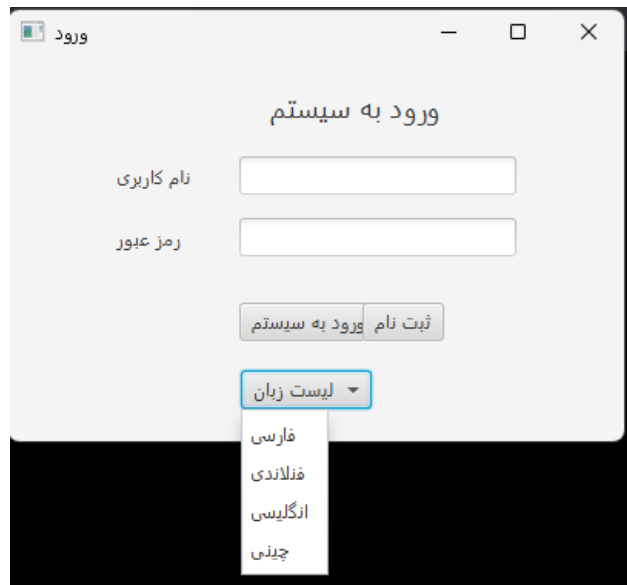 ورود
ورود به سیستم
نام کاربری
رمز عبور
ورود به سیستم
ثبت نام
لیست زبان
فارسی
فنلاندی
انگلیسی
چینی